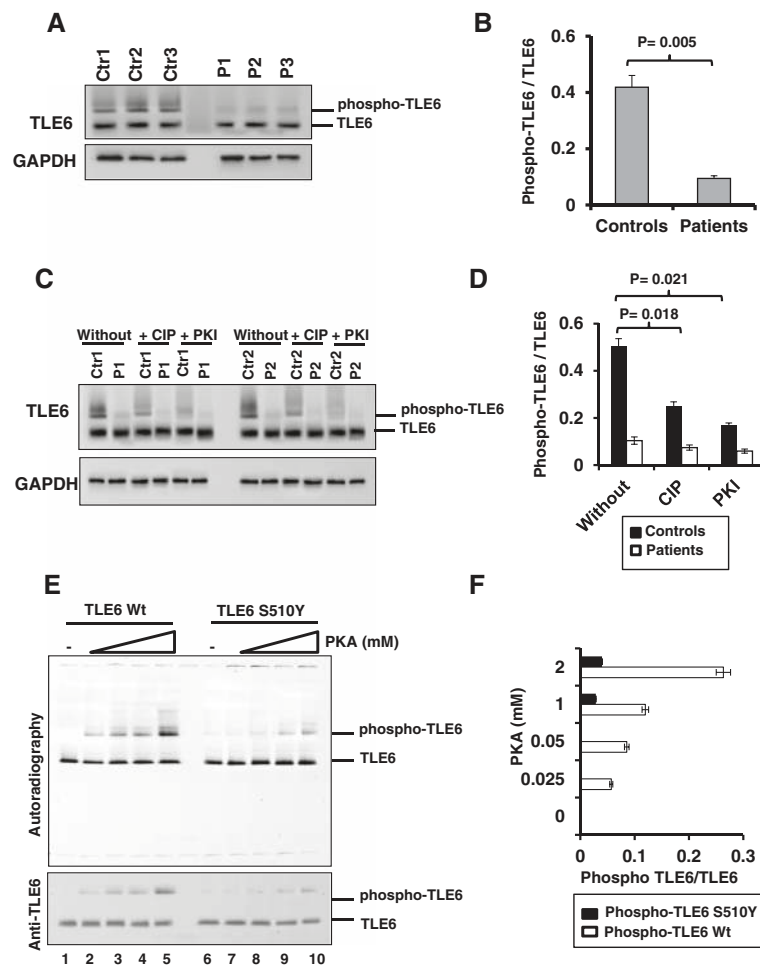 A
Ctr1 Ctr2 Ctr3 P1 P2 P3
phospho-TLE6
TLE6 TLE6
GAPDH
B
P= 0.005
Phospho-TLE6 / TLE6
0.6
0.4
0.2
0
Controls Patients
C
Without + CIP + PKI Without + CIP + PKI
Ctr1 P1 Ctr1 P1 Ctr1 P1 Ctr2 P2 Ctr2 P2 Ctr2 P2
TLE6 phospho-TLE6
TLE6
GAPDH
D
P= 0.021
P= 0.018
Phospho-TLE6 / TLE6
0.6
0.4
0.2
0
Without CIP PKI
Controls
Patients
E
TLE6 Wt TLE6 S510Y
- - PKA (mM)
Autoradiography
phospho-TLE6
TLE6
Anti-TLE6
phospho-TLE6
TLE6
1 2 3 4 5 6 7 8 9 10
F
PKA (mM)
2
1
0.05
0.025
0
0 0.1 0.2 0.3
Phospho TLE6/TLE6
Phospho-TLE6 S510Y
Phospho-TLE6 Wt